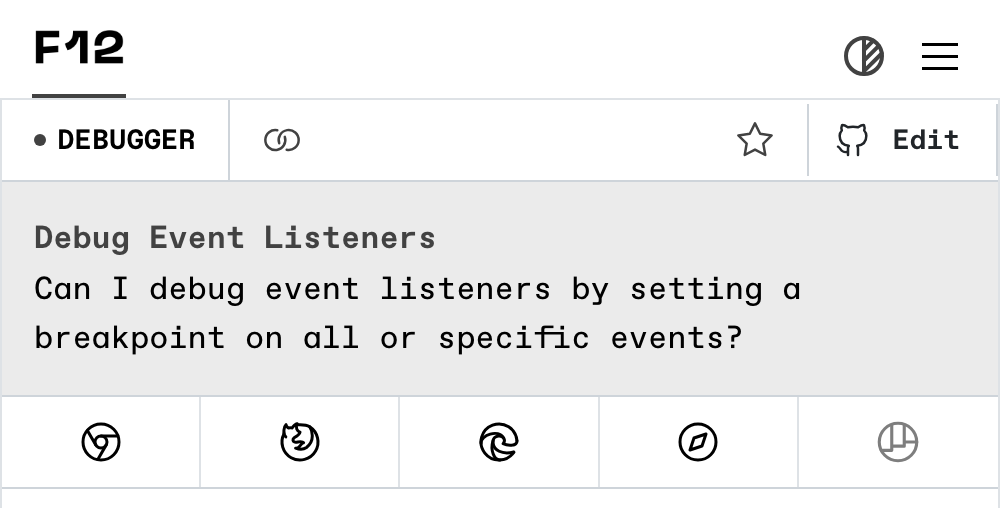 F12
DEBUGGER
Edit
Debug Event Listeners
Can I debug event listeners by setting a
breakpoint on all or specific events?